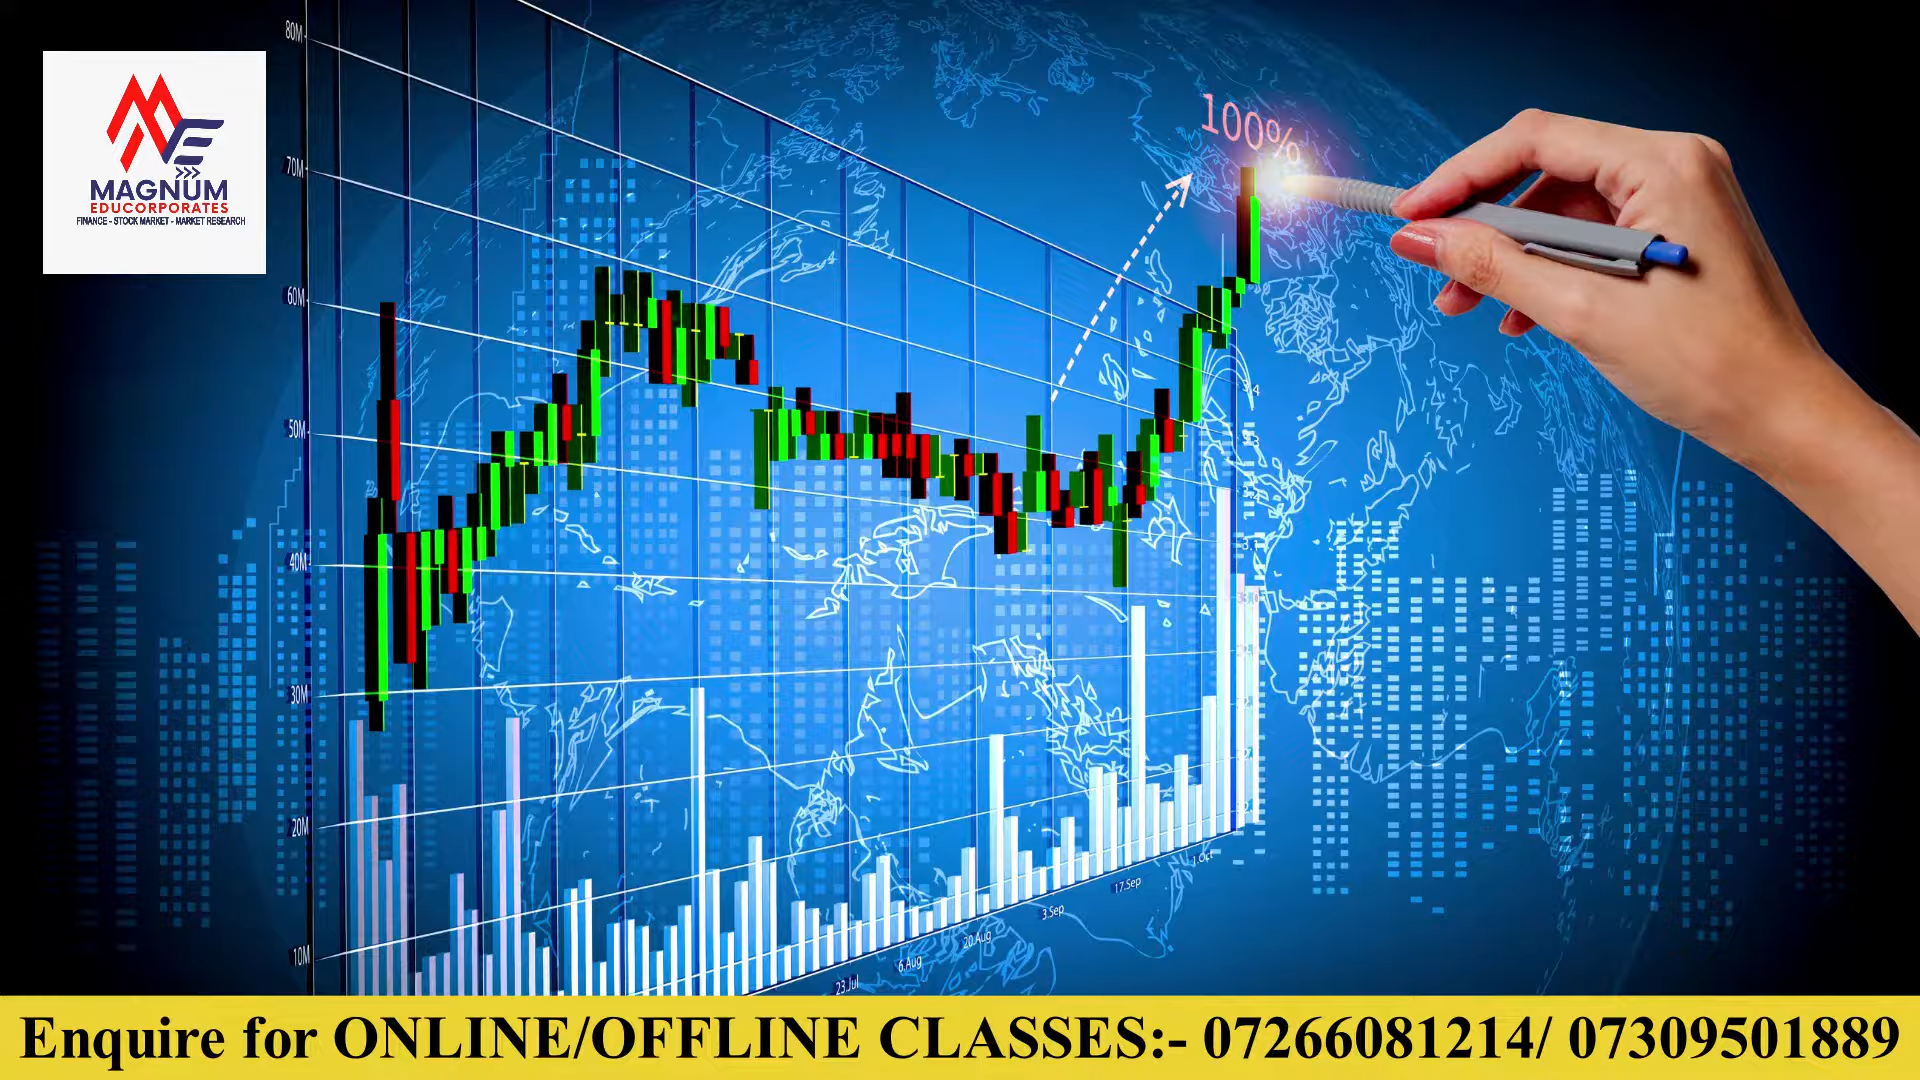 80M
70M
60M
50M
40M
30M
20M
10M
MAGNUM
EDUCORPORATES
FINANCE - STOCK MARKET - MARKET RESEARCH
100%
23.Jul
6.Aug
20.Aug
3.Sep
17.Sep
1.Oct
Enquire for ONLINE/OFFLINE CLASSES:- 07266081214/ 07309501889